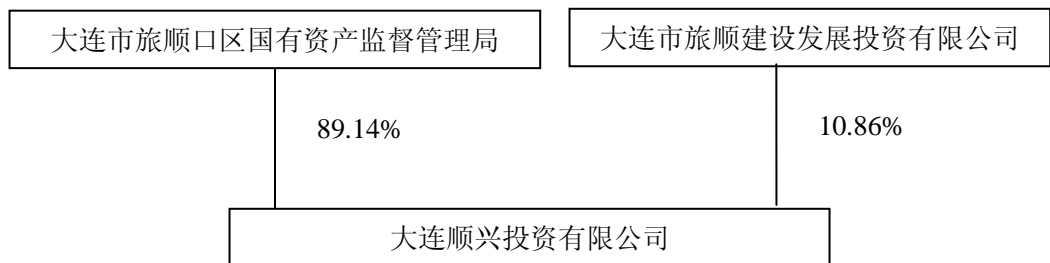 大连市旅顺口区国有资产监督管理局
大连市旅顺建设发展投资有限公司
89.14%
10.86%
大连顺兴投资有限公司